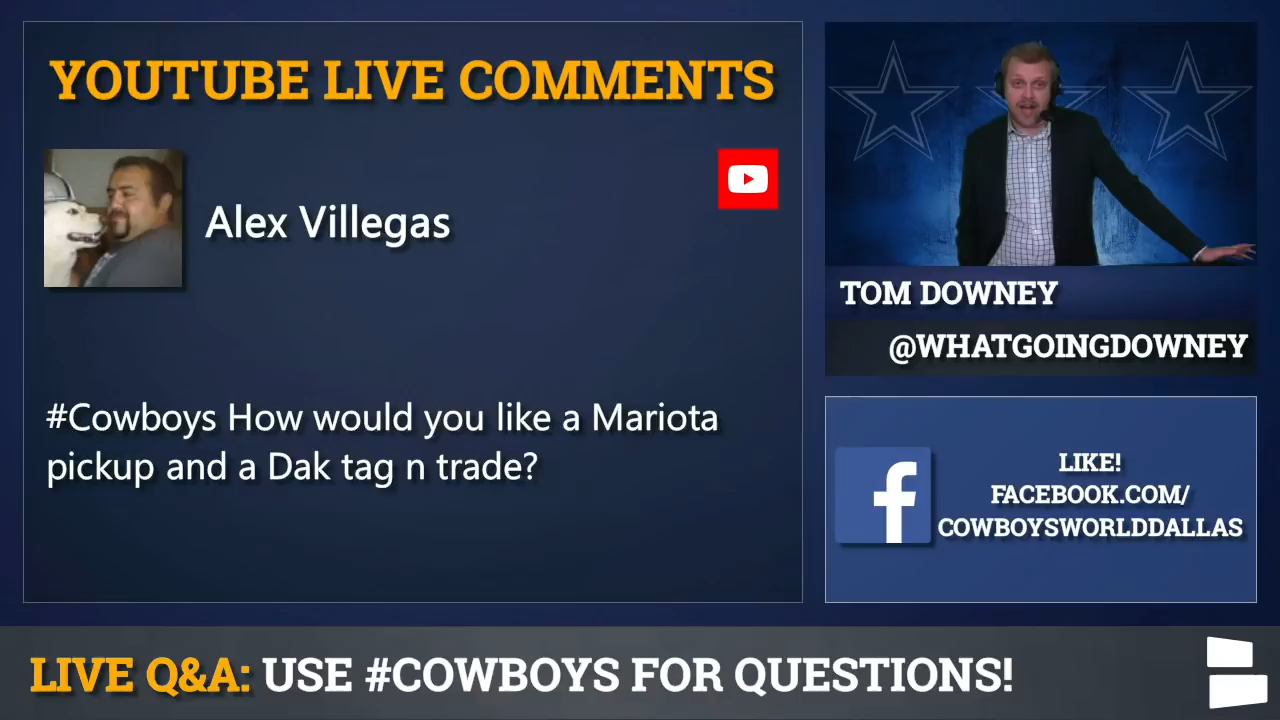 YOUTUBE LIVE COMMENTS
Alex Villegas
#Cowboys How would you like a Mariota
pickup and a Dak tag n trade?
TOM DOWNEY
@WHATGOINGDOWNEY
f
LIKE!
FACEBOOK.COM/
COWBOYSWORLDDALLAS
LIVE Q&A: USE #COWBOYS FOR QUESTIONS!